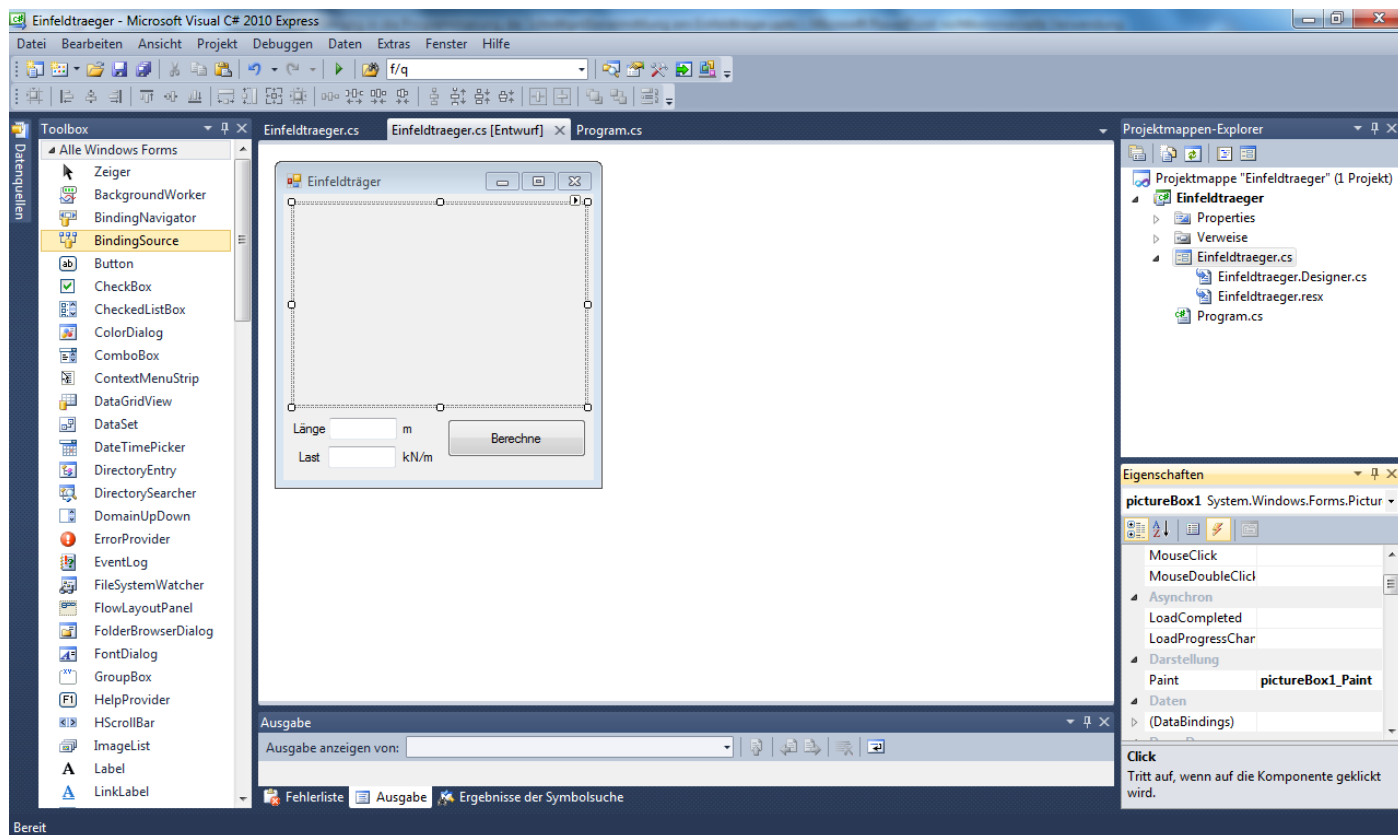 Einfeldtraeger - Microsoft Visual C# 2010 Express
Datei Bearbeiten Ansicht Projekt Debuggen Daten Extras Fenster Hilfe
f/q
Toolbox
Einfeldtraeger.cs Einfeldtraeger.cs [Entwurf] Program.cs
Projektmappen-Explorer
Datenquellen
Alle Windows Forms
Zeiger
BackgroundWorker
BindingNavigator
BindingSource
Button
CheckBox
CheckedListBox
ColorDialog
ComboBox
ContextMenuStrip
DataGridView
DataSet
DateTimePicker
DirectoryEntry
DirectorySearcher
DomainUpDown
ErrorProvider
EventLog
FileSystemWatcher
FlowLayoutPanel
FolderBrowserDialog
FontDialog
GroupBox
HelpProvider
HScrollBar
ImageList
Label
LinkLabel
Einfeldträger
Länge m
Last kN/m
Berechne
Ausgabe
Ausgabe anzeigen von:
Fehlerliste Ausgabe Ergebnisse der Symbolsuche
Projektmappe "Einfeldtraeger" (1 Projekt)
Einfeldtraeger
Properties
Verweise
Einfeldtraeger.cs
Einfeldtraeger.Designer.cs
Einfeldtraeger.resx
Program.cs
Eigenschaften
pictureBox1 System.Windows.Forms.Pictur
MouseClick
MouseDoubleClick
Asynchron
LoadCompleted
LoadProgressChar
Darstellung
Paint pictureBox1_Paint
Daten
(DataBindings)
Click
Tritt auf, wenn auf die Komponente geklickt
wird.
Bereit